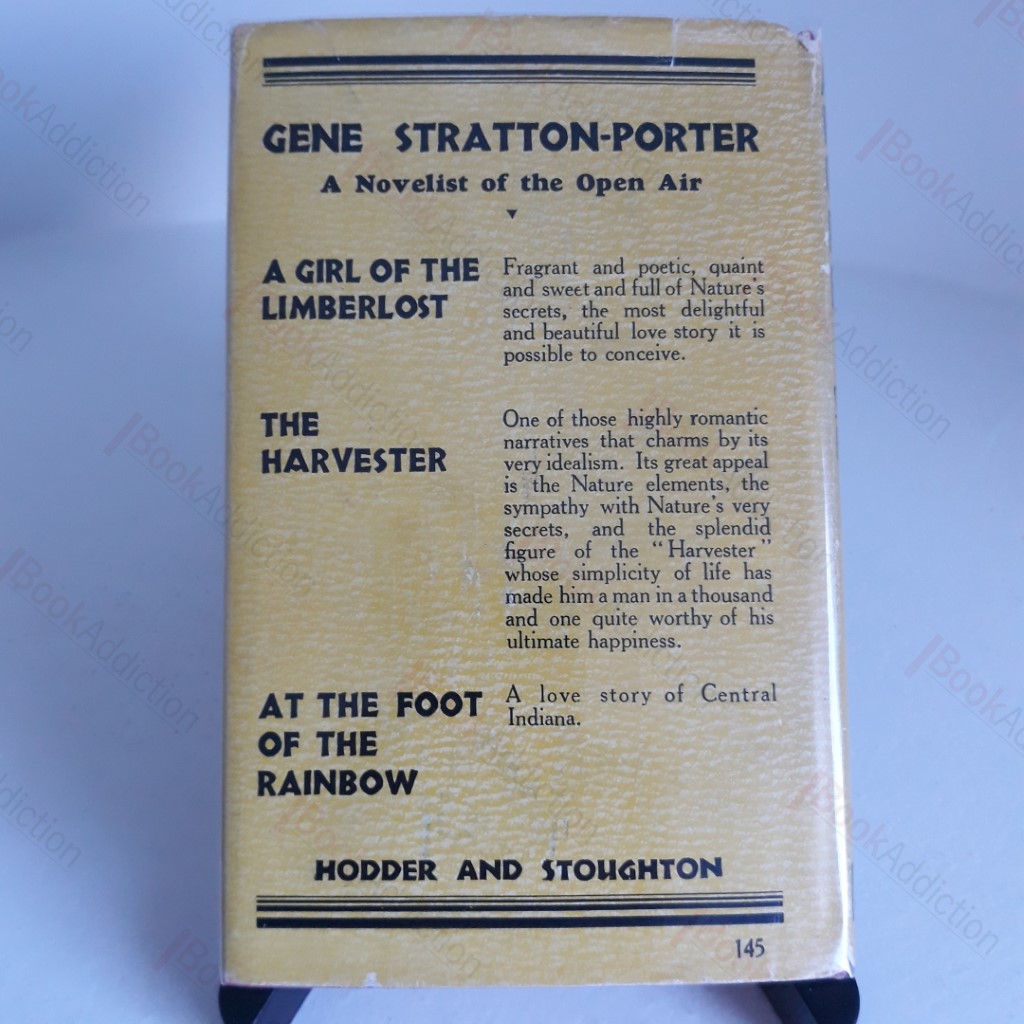 GENE STRATTON-PORTER
A Novelist of the Open Air
A GIRL OF THE
LIMBERLOST
Fragrant and poetic, quaint
and sweet and full of Nature's
secrets, the most delightful
and beautiful love story it is
possible to conceive.
THE
HARVESTER
One of those highly romantic
narratives that charms by its
very idealism. Its great appeal
is the Nature elements, the
sympathy with Nature's very
secrets, and the splendid
figure of the "Harvester"
whose simplicity of life has
made him a man in a thousand
and one quite worthy of his
ultimate happiness.
AT THE FOOT
OF THE
RAINBOW
A love story of Central
Indiana.
HODDER AND STOUGHTON
145
BookAddiction